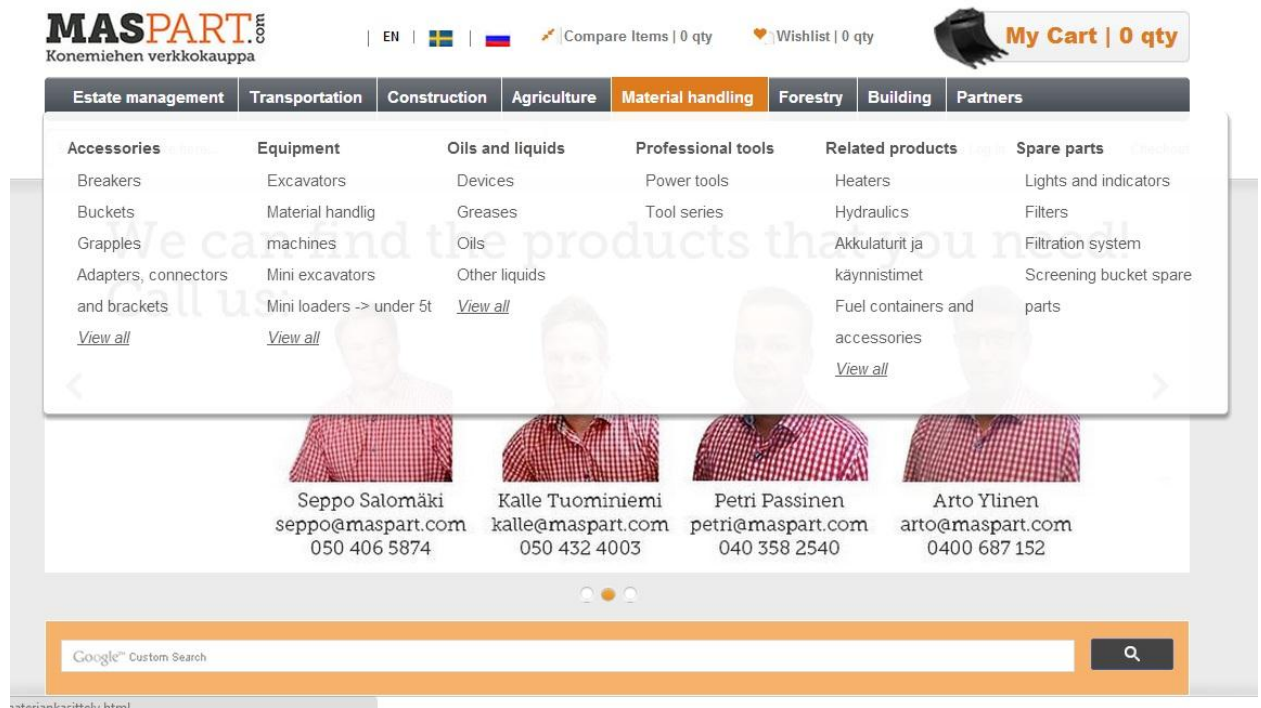 MASPART.com
Konemiehen verkkokauppa
| EN | |
Compare Items | 0 qty
Wishlist | 0 qty
My Cart | 0 qty
Estate management Transportation Construction Agriculture Material handling Forestry Building Partners
Accessories
Breakers
Buckets
Grapples
Adapters, connectors
and brackets
View all
Equipment
Excavators
Material handlig
machines
Mini excavators
Mini loaders -> under 5t
View all
Oils and liquids
Devices
Greases
Oils
Other liquids
View all
Professional tools
Power tools
Tool series
Related products
Heaters
Hydraulics
Akkulaturit ja
käynnistimet
Fuel containers and
accessories
View all
Spare parts
Lights and indicators
Filters
Filtration system
Screening bucket spare
parts
We can find the products that you need!
Call us:
Seppo Salomäki
seppo@maspart.com
050 406 5874
Kalle Tuominiemi
kalle@maspart.com
050 432 4003
Petri Passinen
petri@maspart.com
040 358 2540
Arto Ylinen
arto@maspart.com
0400 687 152
Google™ Custom Search